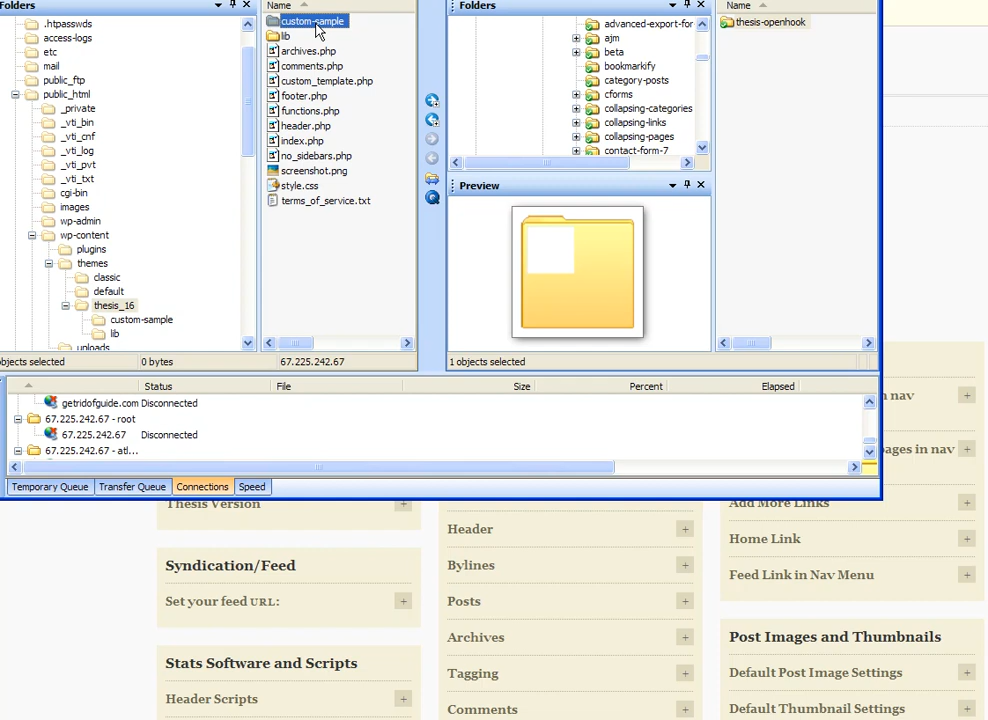 Folders
.htpasswds
access-logs
etc
mail
public_ftp
public_html
_private
_vti_bin
_vti_cnf
_vti_log
_vti_pvt
_vti_txt
cgi-bin
images
wp-admin
wp-content
plugins
themes
classic
default
thesis_16
custom-sample
lib
uploads
Name
custom-sample
lib
archives.php
comments.php
custom_template.php
footer.php
functions.php
header.php
index.php
no_sidebars.php
screenshot.png
style.css
terms_of_service.txt
Folders
advanced-export-for
ajm
beta
bookmarkify
category-posts
cforms
collapsing-categories
collapsing-links
collapsing-pages
contact-form-7
Preview
Name
thesis-openhook
objects selected
0 bytes
67.225.242.67
1 objects selected
Status
File
Size
Percent
Elapsed
getridofguide.com Disconnected
67.225.242.67 - root
67.225.242.67 Disconnected
67.225.242.67 - atl...
Temporary Queue
Transfer Queue
Connections
Speed
Thesis Version
Syndication/Feed
Set your feed URL:
Stats Software and Scripts
Header Scripts
Header
Bylines
Posts
Archives
Tagging
Comments
n nav
pages in nav
Add More Links
Home Link
Feed Link in Nav Menu
Post Images and Thumbnails
Default Post Image Settings
Default Thumbnail Settings